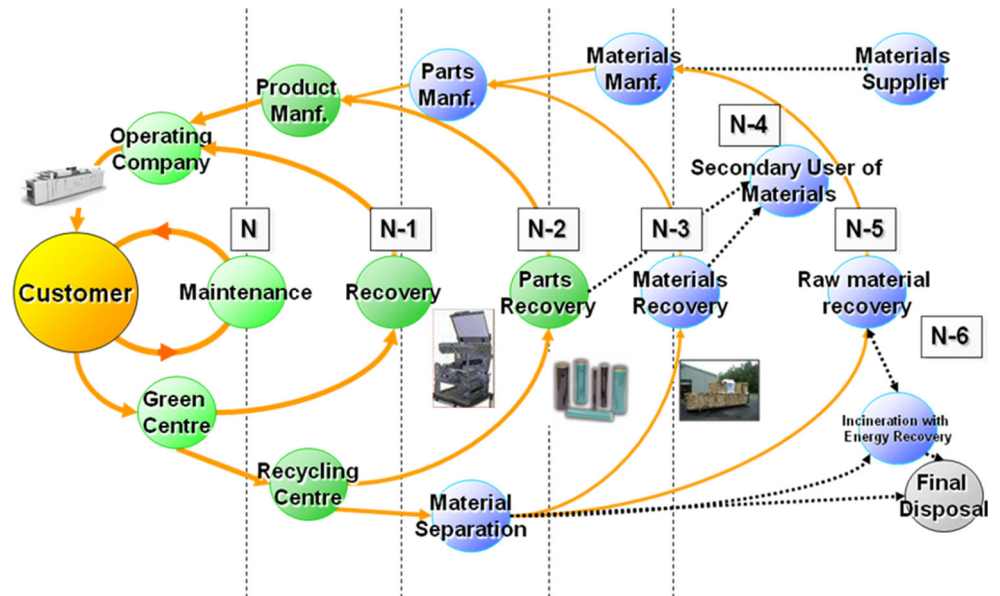 Materials
Manf.
Materials
Supplier
Parts
Manf.
Product
Manf.
Operating
Company
N-4
Secondary User of
Materials
N
N-1
N-2
N-3
N-5
Customer
Maintenance
Recovery
Parts
Recovery
Materials
Recovery
Raw material
recovery
N-6
Green
Centre
Incineration with
Energy Recovery
Recycling
Centre
Material
Separation
Final
Disposal